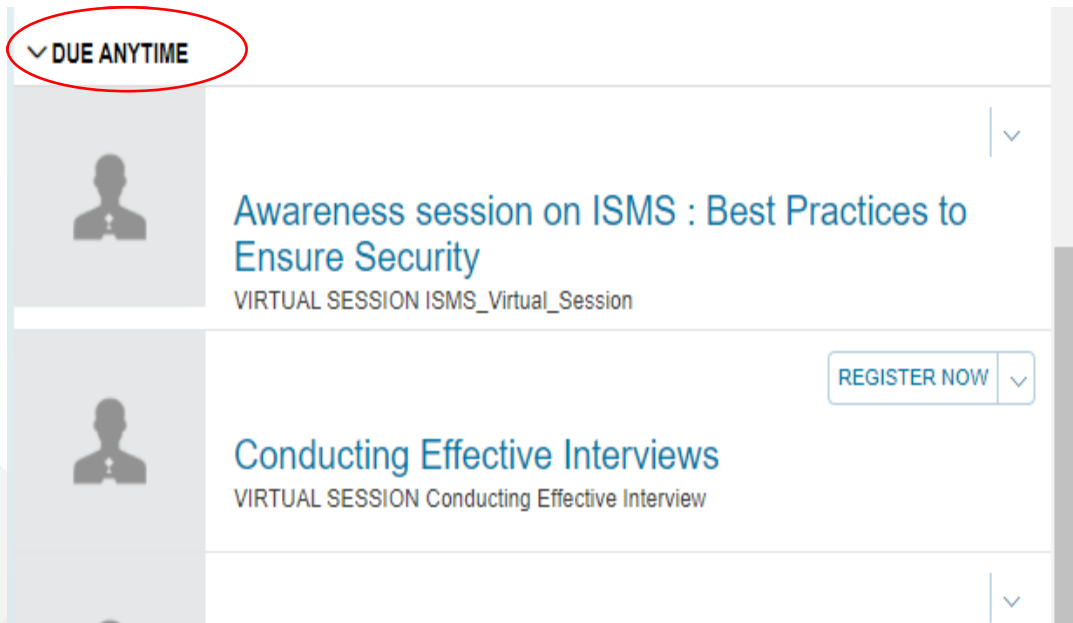 DUE ANYTIME
Awareness session on ISMS : Best Practices to
Ensure Security
VIRTUAL SESSION ISMS_Virtual_Session
REGISTER NOW
Conducting Effective Interviews
VIRTUAL SESSION Conducting Effective Interview